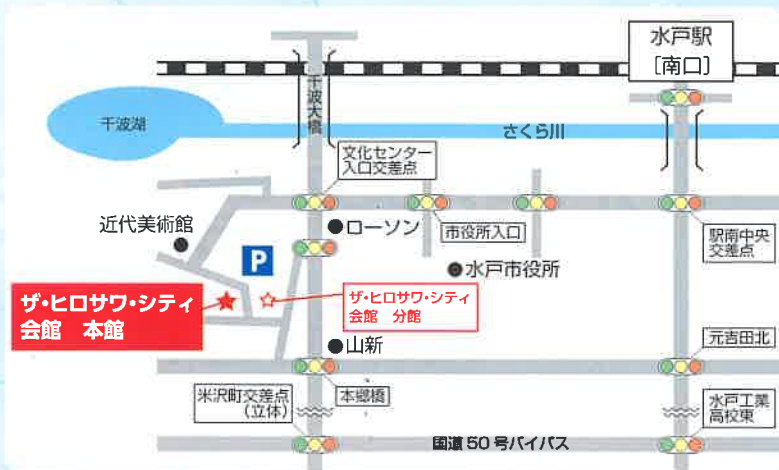 水戸駅
［南口］
千波湖
千波大橋
さくら川
文化センター
入口交差点
近代美術館
ローソン
市役所入口
駅南中央
交差点
P
水戸市役所
ザ・ヒロサワ・シティ
会館　本館
ザ・ヒロサワ・シティ
会館　分館
山新
元吉田北
米沢町交差点
（立体）
本郷橋
水戸工業
高校東
国道50号バイパス